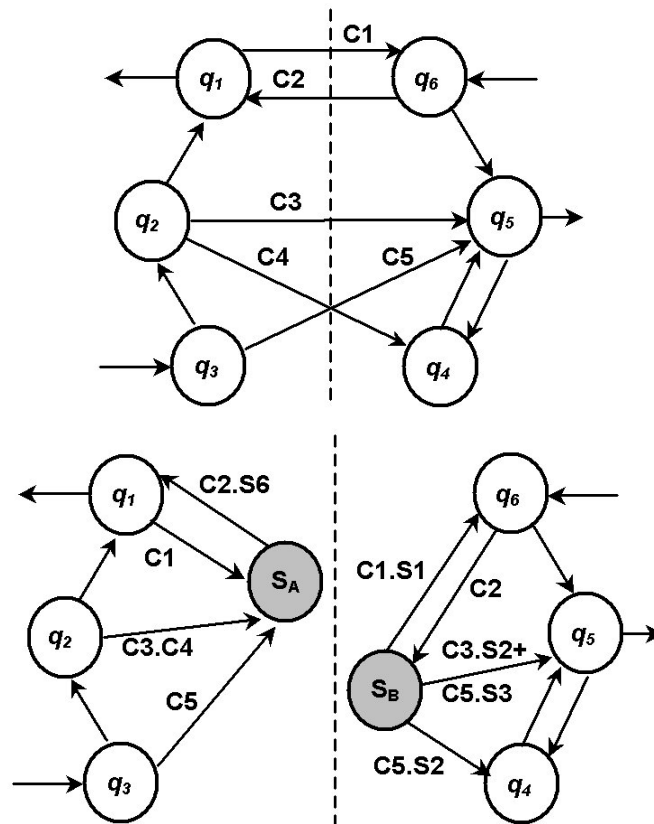 C1
q1
C2
q6
q2
C3
q5
C4
C5
q3
q4
q1
C2.S6
C1
SA
q2
C3.C4
C5
q3
q6
C1.S1
C2
C3.S2+
q5
SB
C5.S3
C5.S2
q4